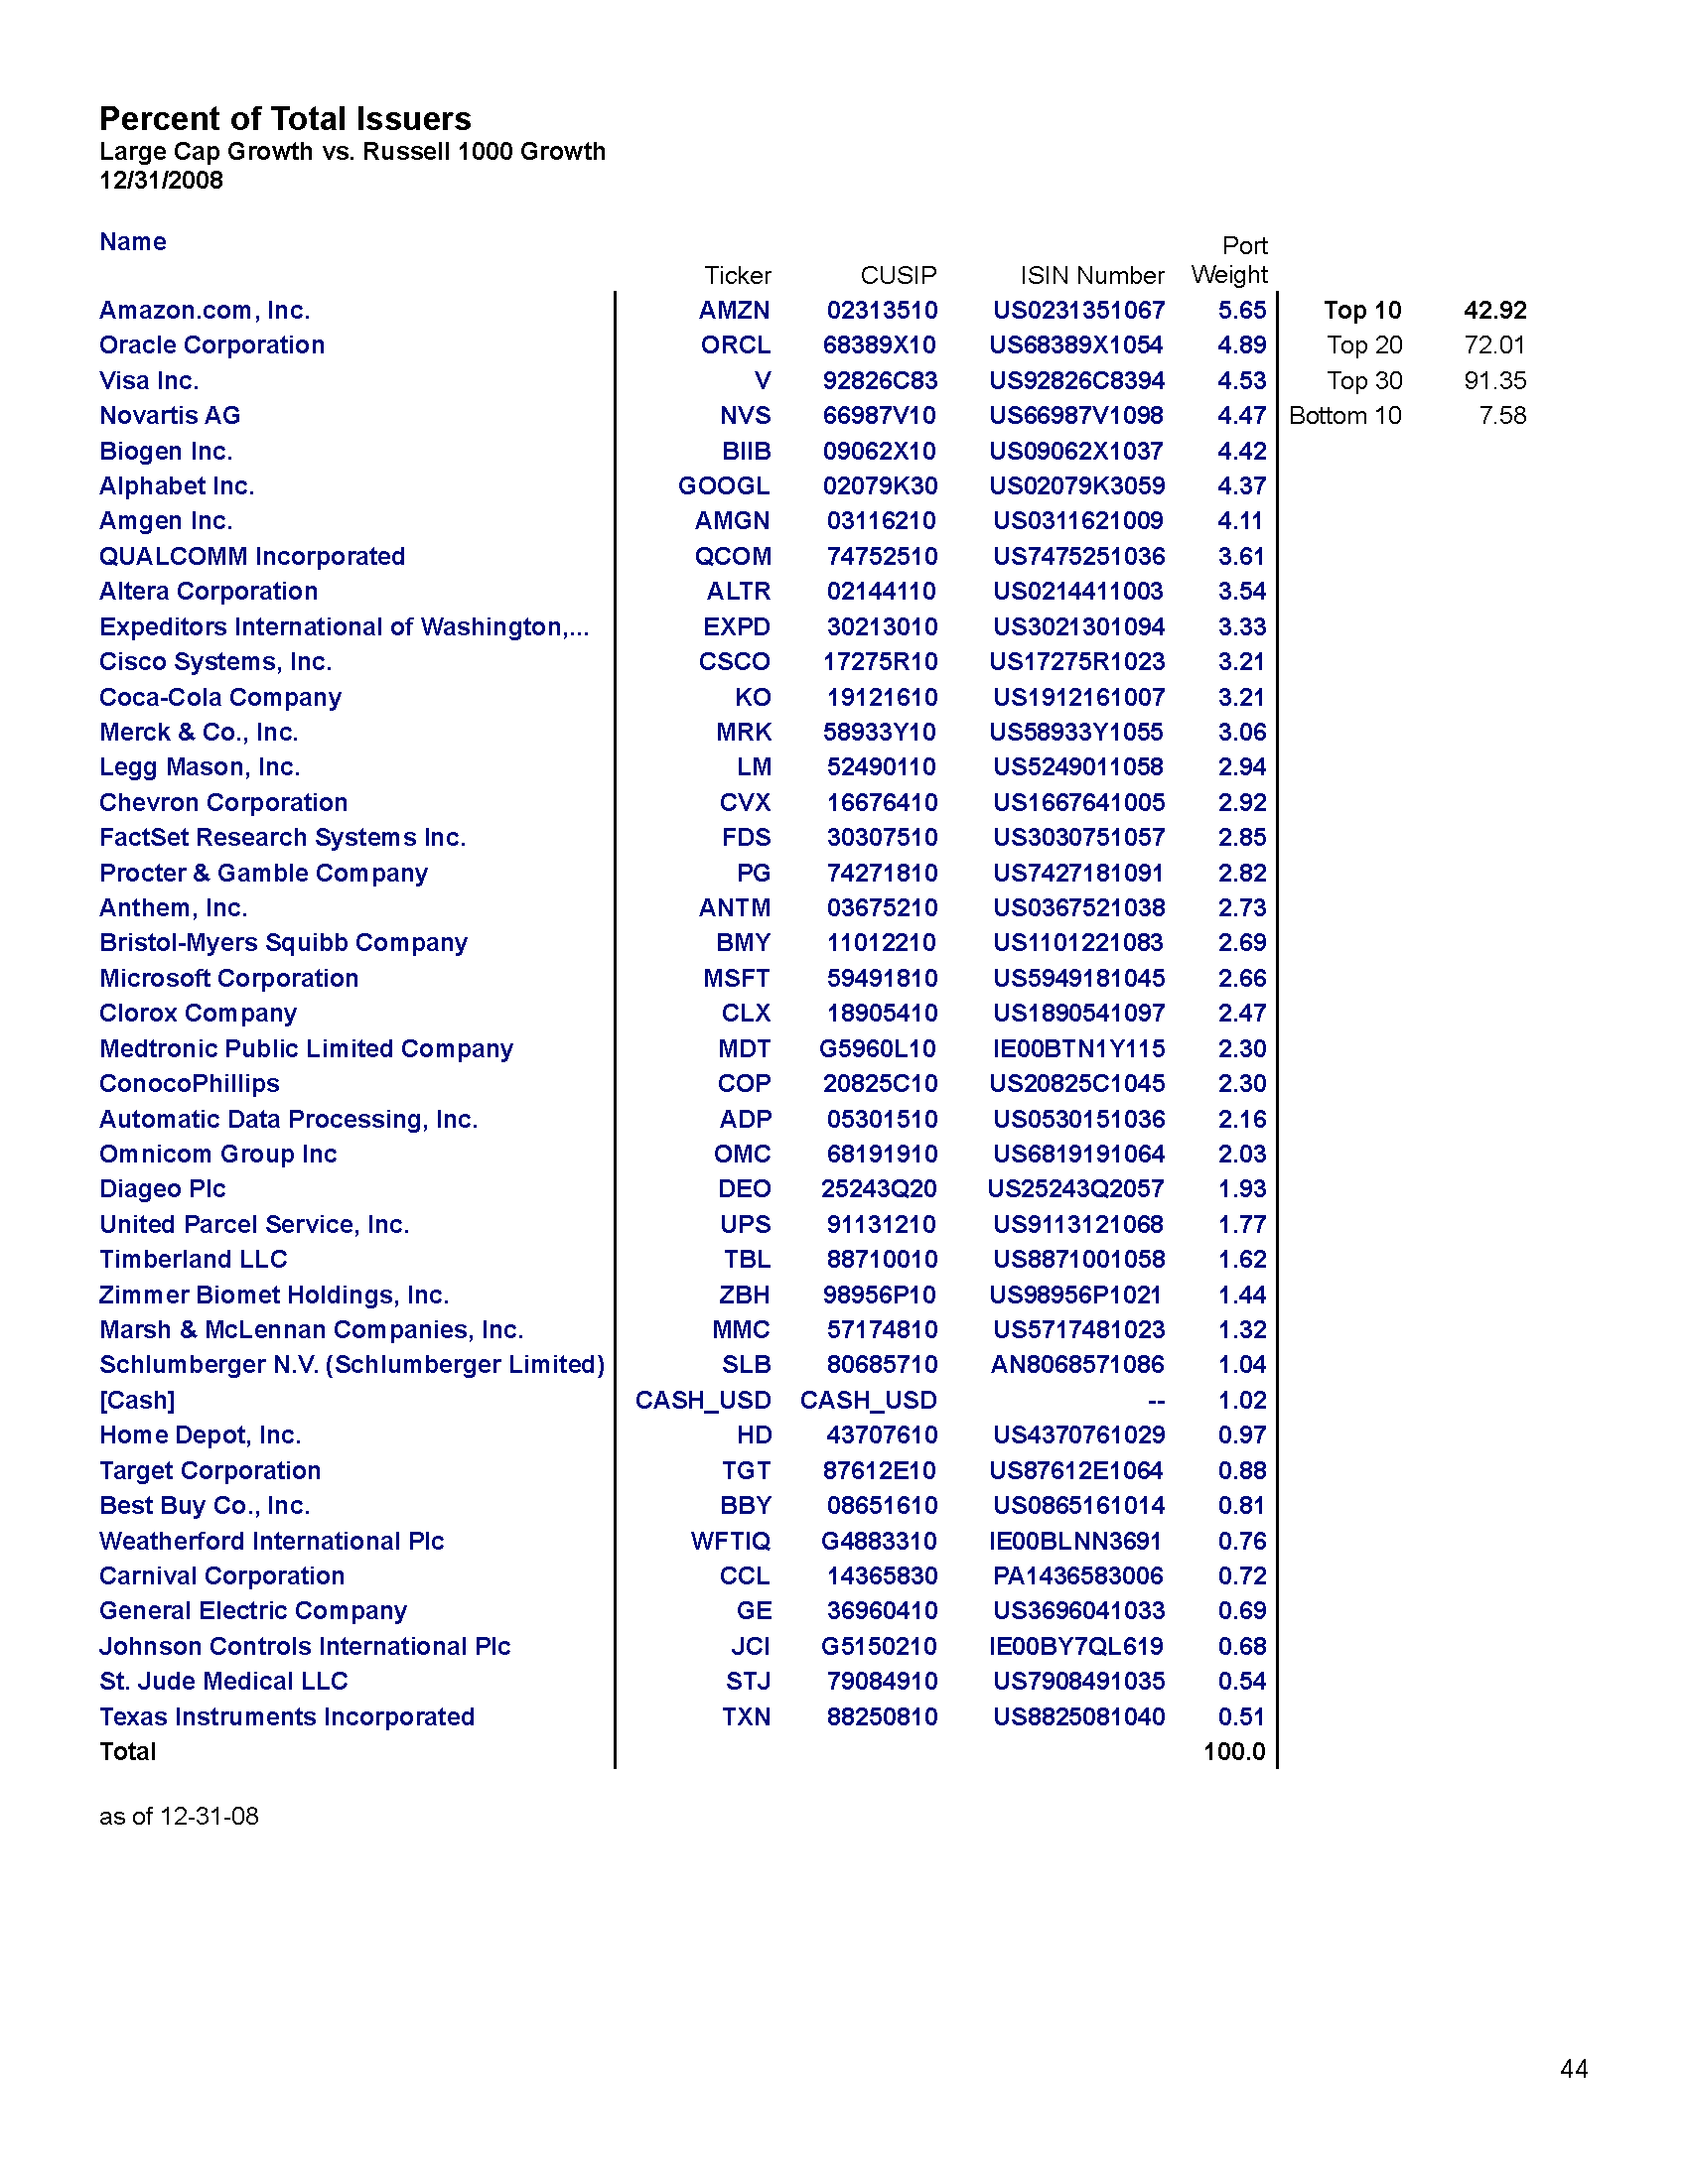 Percent of Total Issuers
Large Cap Growth vs. Russell 1000 Growth
12/31/2008
Name Port
Ticker CUSIP ISIN Number Weight
Amazon.com, Inc. AMZN 02313510 US0231351067 5.65 Top 10 42.92
Oracle Corporation ORCL 68389X10 US68389X1054 4.89 Top 20 72.01
Visa Inc. V 92826C83 US92826C8394 4.53 Top 30 91.35
Novartis AG NVS 66987V10 US66987V1098 4.47 Bottom 10 7.58
Biogen Inc. BIIB 09062X10 US09062X1037 4.42
Alphabet Inc. GOOGL 02079K30 US02079K3059 4.37
Amgen Inc. AMGN 03116210 US0311621009 4.11
QUALCOMM Incorporated QCOM 74752510 US7475251036 3.61
Altera Corporation ALTR 02144110 US0214411003 3.54
Expeditors International of Washington,... EXPD 30213010 US3021301094 3.33
Cisco Systems, Inc. CSCO 17275R10 US17275R1023 3.21
Coca-Cola Company KO 19121610 US1912161007 3.21
Merck & Co., Inc. MRK 58933Y10 US58933Y1055 3.06
Legg Mason, Inc. LM 52490110 US5249011058 2.94
Chevron Corporation CVX 16676410 US1667641005 2.92
FactSet Research Systems Inc. FDS 30307510 US3030751057 2.85
Procter & Gamble Company PG 74271810 US7427181091 2.82
Anthem, Inc. ANTM 03675210 US0367521038 2.73
Bristol-Myers Squibb Company BMY 11012210 US1101221083 2.69
Microsoft Corporation MSFT 59491810 US5949181045 2.66
Clorox Company CLX 18905410 US1890541097 2.47
Medtronic Public Limited Company MDT G5960L10 IE00BTN1Y115 2.30
ConocoPhillips COP 20825C10 US20825C1045 2.30
Automatic Data Processing, Inc. ADP 05301510 US0530151036 2.16
Omnicom Group Inc OMC 68191910 US6819191064 2.03
Diageo Plc DEO 25243Q20 US25243Q2057 1.93
United Parcel Service, Inc. UPS 91131210 US9113121068 1.77
Timberland LLC TBL 88710010 US8871001058 1.62
Zimmer Biomet Holdings, Inc. ZBH 98956P10 US98956P1021 1.44
Marsh & McLennan Companies, Inc. MMC 57174810 US5717481023 1.32
Schlumberger N.V. (Schlumberger Limited) SLB 80685710 AN8068571086 1.04
[Cash] CASH_USD CASH_USD -- 1.02
Home Depot, Inc. HD 43707610 US4370761029 0.97
Target Corporation TGT 87612E10 US87612E1064 0.88
Best Buy Co., Inc. BBY 08651610 US0865161014 0.81
Weatherford International Plc WFTIQ G4883310 IE00BLNN3691 0.76
Carnival Corporation CCL 14365830 PA1436583006 0.72
General Electric Company GE 36960410 US3696041033 0.69
Johnson Controls International Plc JCI G5150210 IE00BY7QL619 0.68
St. Jude Medical LLC STJ 79084910 US7908491035 0.54
Texas Instruments Incorporated TXN 88250810 US8825081040 0.51
Total 100.0
as of 12-31-08
44